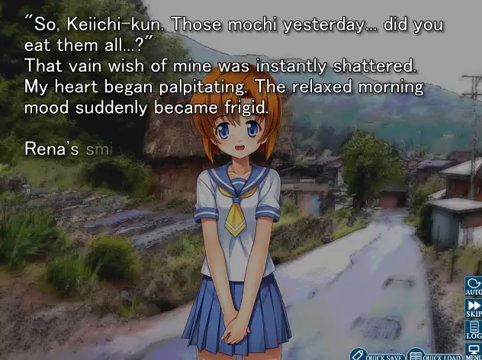 "So, Keiichi-kun. Those mochi yesterday... did you
eat them all...?"
That vain wish of mine was instantly shattered.
My heart began palpitating. The relaxed morning
mood suddenly became frigid.
Rena's smi
AUTO
SKIP
LOG
QUICK SAVE
QUICK LOAD
MENU